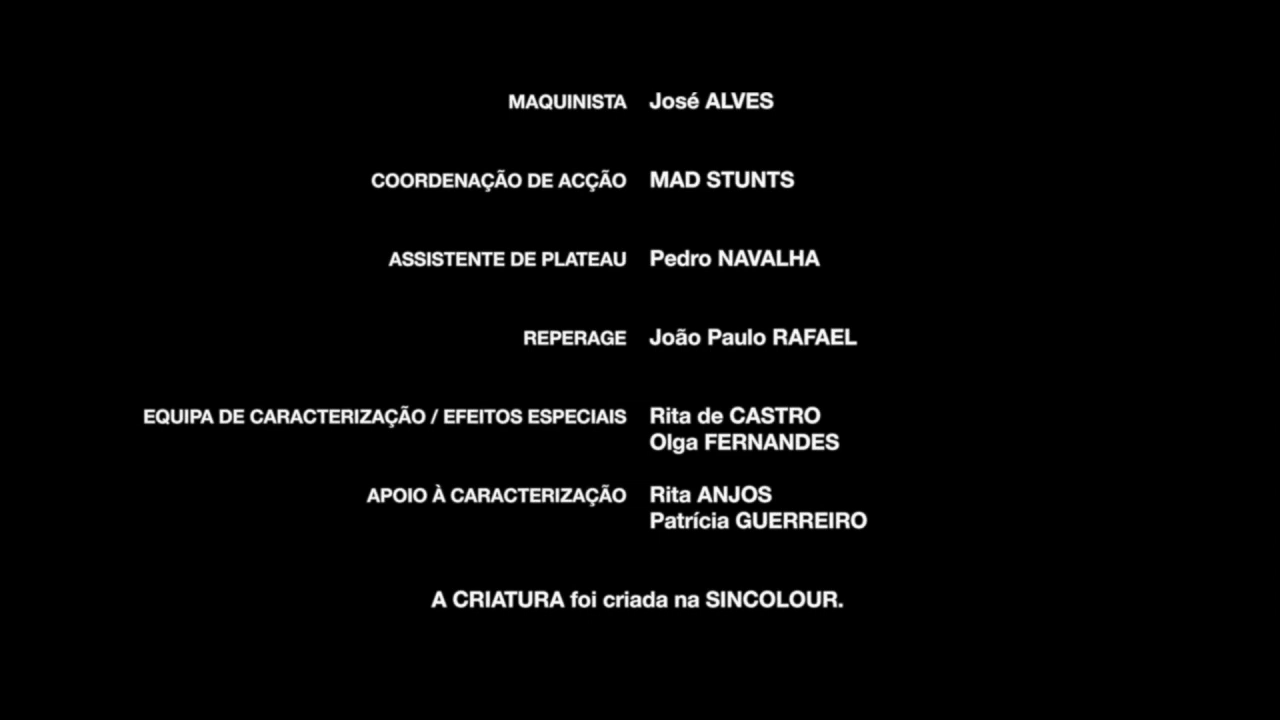 MAQUINISTA José ALVES
COORDENAÇÃO DE ACÇÃO MAD STUNTS
ASSISTENTE DE PLATEAU Pedro NAVALHA
REPERAGE João Paulo RAFAEL
EQUIPA DE CARACTERIZAÇÃO / EFEITOS ESPECIAIS Rita de CASTRO
Olga FERNANDES
APOIO À CARACTERIZAÇÃO Rita ANJOS
Patrícia GUERREIRO
A CRIATURA foi criada na SINCOLOUR.